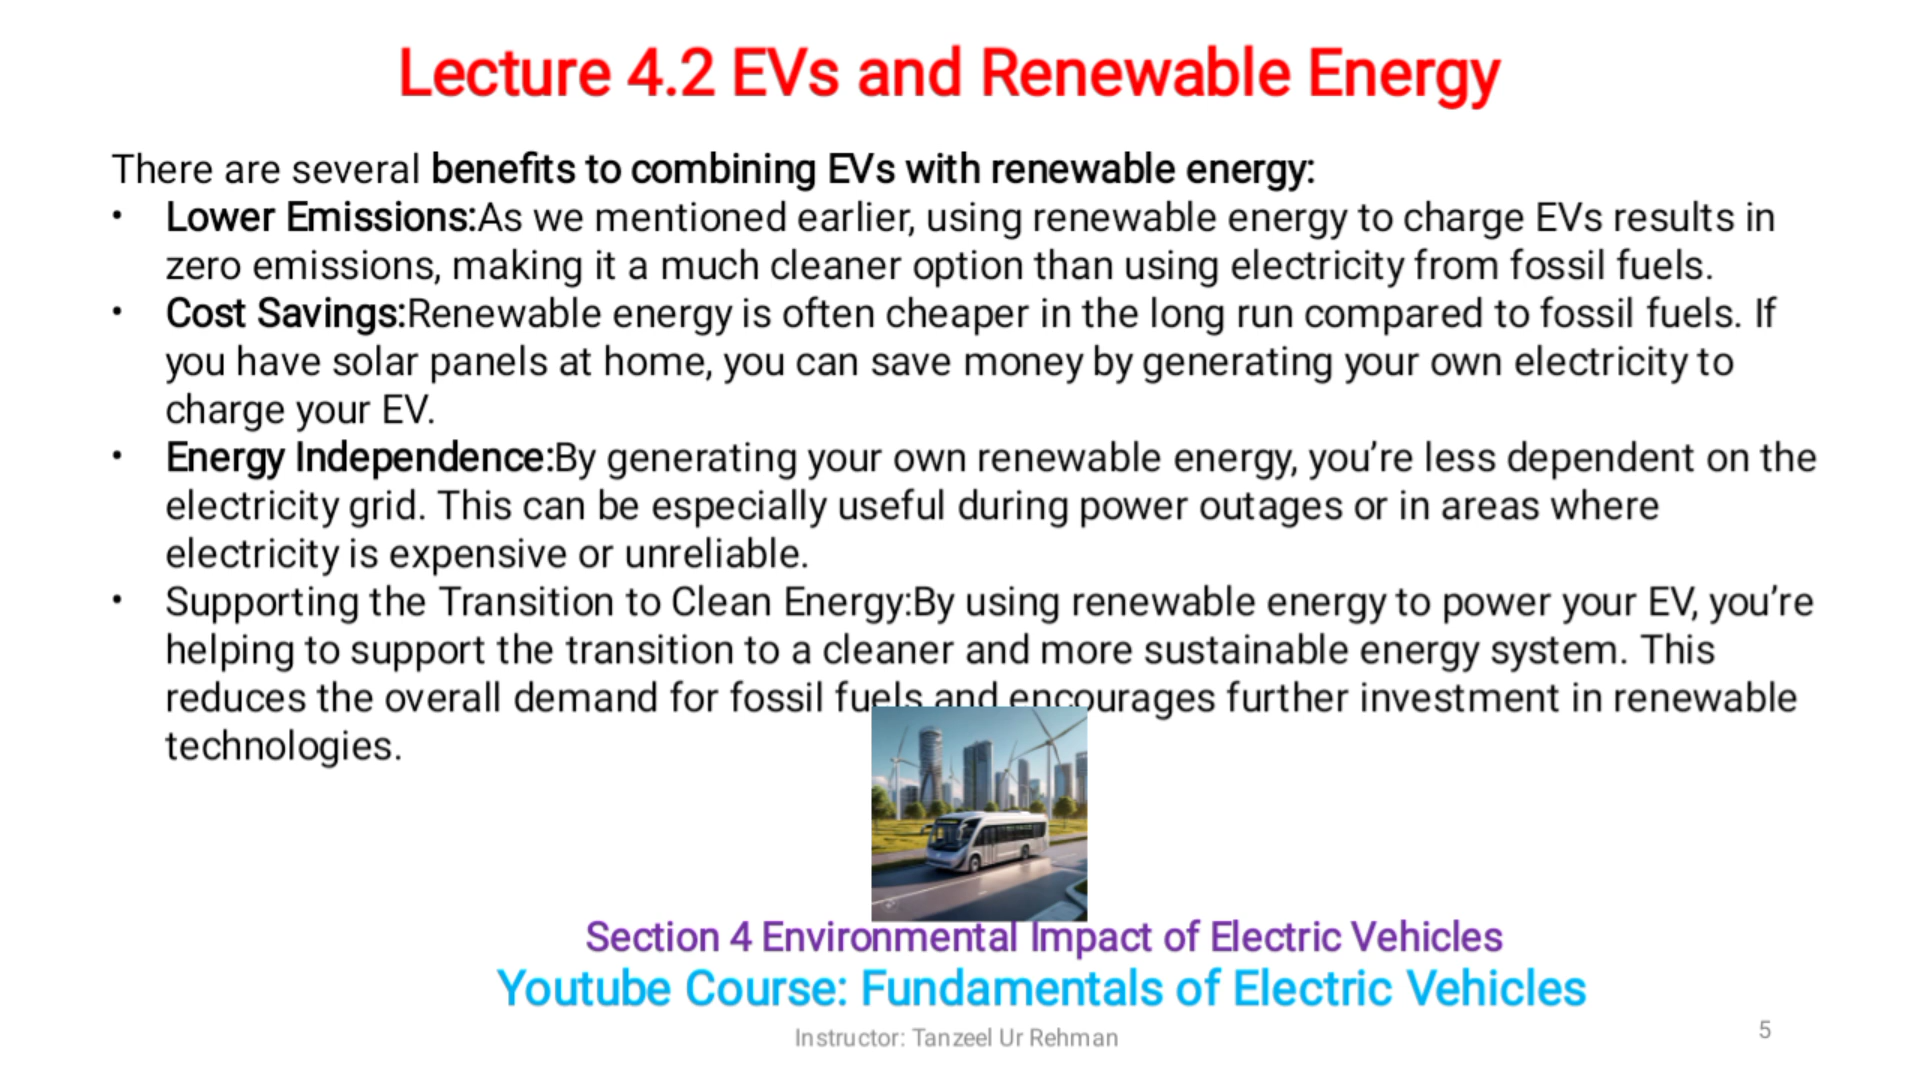 Lecture 4.2 EVs and Renewable Energy
There are several benefits to combining EVs with renewable energy:
• Lower Emissions:As we mentioned earlier, using renewable energy to charge EVs results in
zero emissions, making it a much cleaner option than using electricity from fossil fuels.
• Cost Savings:Renewable energy is often cheaper in the long run compared to fossil fuels. If
you have solar panels at home, you can save money by generating your own electricity to
charge your EV.
• Energy Independence:By generating your own renewable energy, you’re less dependent on the
electricity grid. This can be especially useful during power outages or in areas where
electricity is expensive or unreliable.
• Supporting the Transition to Clean Energy:By using renewable energy to power your EV, you’re
helping to support the transition to a cleaner and more sustainable energy system. This
reduces the overall demand for fossil fuels and encourages further investment in renewable
technologies.
Section 4 Environmental Impact of Electric Vehicles
Youtube Course: Fundamentals of Electric Vehicles
Instructor: Tanzeel Ur Rehman
5